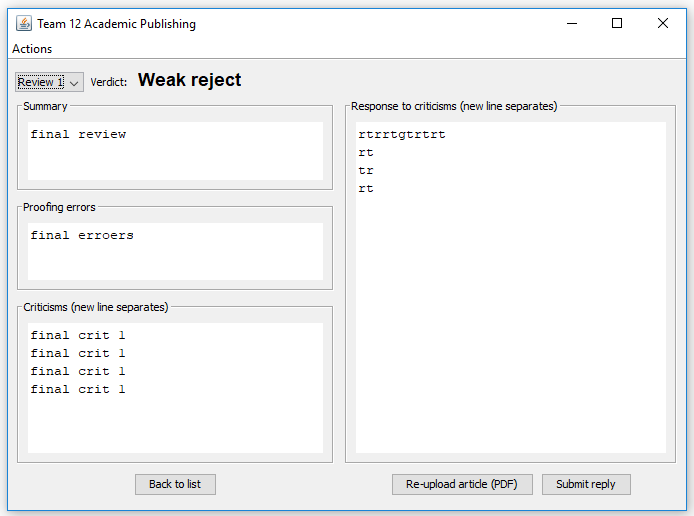 Team 12 Academic Publishing
Actions
Review 1
Verdict: Weak reject
Summary
final review
Proofing errors
final erroers
Criticisms (new line separates)
final crit 1
final crit 1
final crit 1
final crit 1
Response to criticisms (new line separates)
rtrrtgtrtrt
rt
tr
rt
Back to list
Re-upload article (PDF)
Submit reply